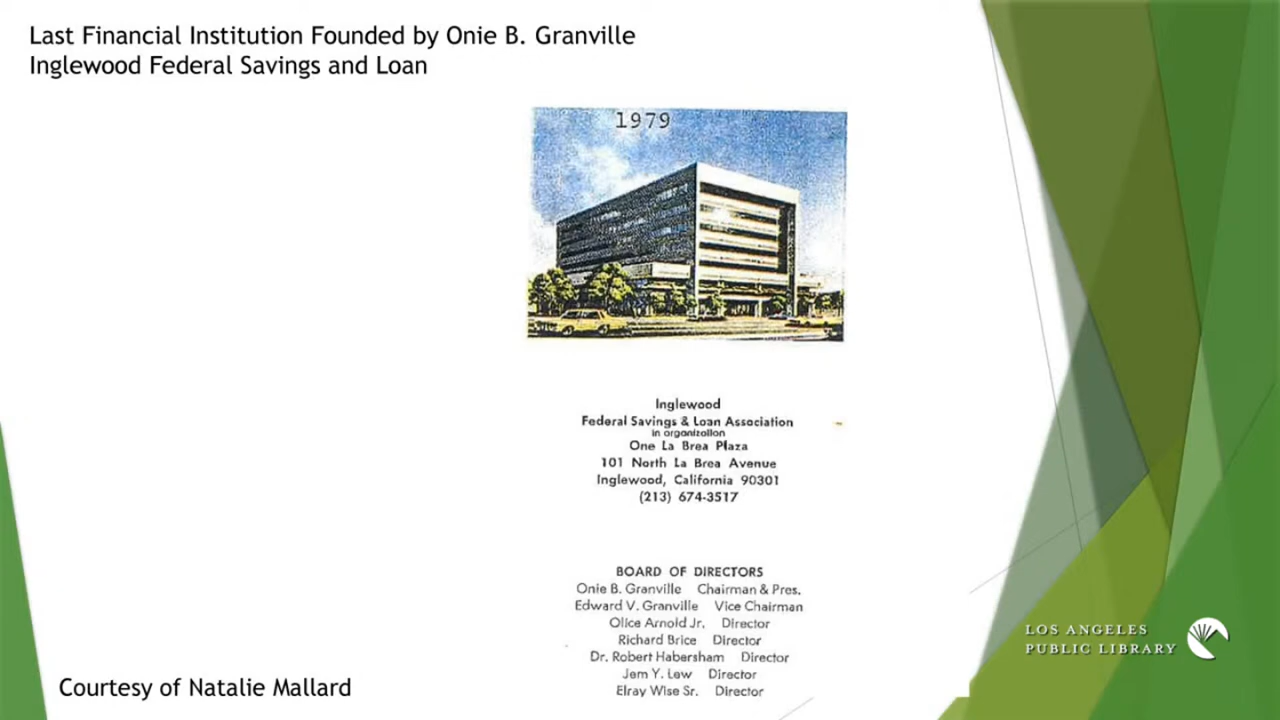 Last Financial Institution Founded by Onie B. Granville
Inglewood Federal Savings and Loan
1979
Inglewood
Federal Savings & Loan Association
in organization
One La Brea Plaza
101 North La Brea Avenue
Inglewood, California 90301
(213) 674-3517
BOARD OF DIRECTORS
Onie B. Granville Chairman & Pres.
Edward V. Granville Vice Chairman
Olice Arnold Jr. Director
Richard Brice Director
Dr. Robert Habersham Director
Jem Y. Lew Director
Elray Wise Sr. Director
LOS ANGELES
PUBLIC LIBRARY
Courtesy of Natalie Mallard